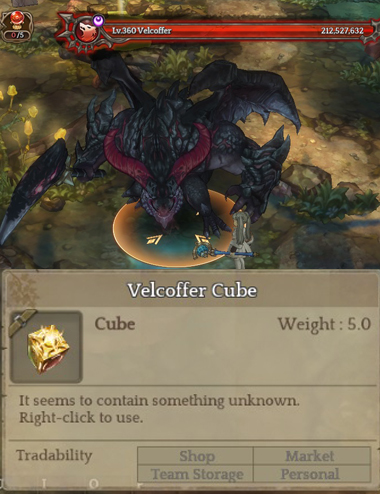 0/5
Lv.360 Velcoffer
212,527,632
Velcoffer Cube
Cube
Weight : 5.0
It seems to contain something unknown.
Right-click to use.
Tradability
Shop
Market
Team Storage
Personal